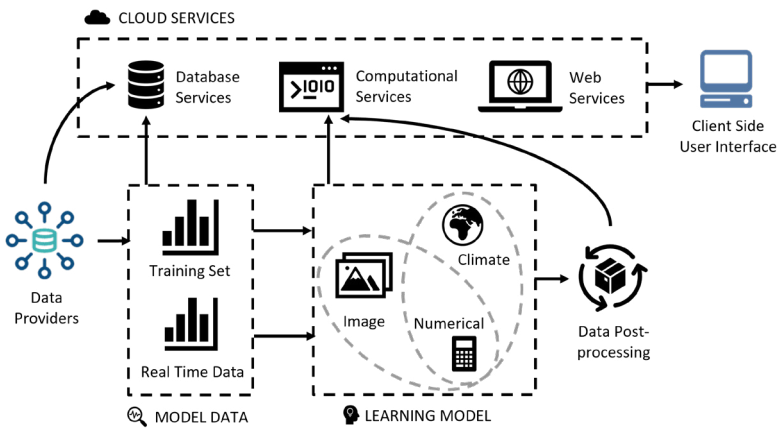 CLOUD SERVICES
Database
Services
>_1010
Computational
Services
Web
Services
Client Side
User Interface
Data
Providers
Training Set
Real Time Data
MODEL DATA
Climate
Image
Numerical
LEARNING MODEL
Data Post-
processing